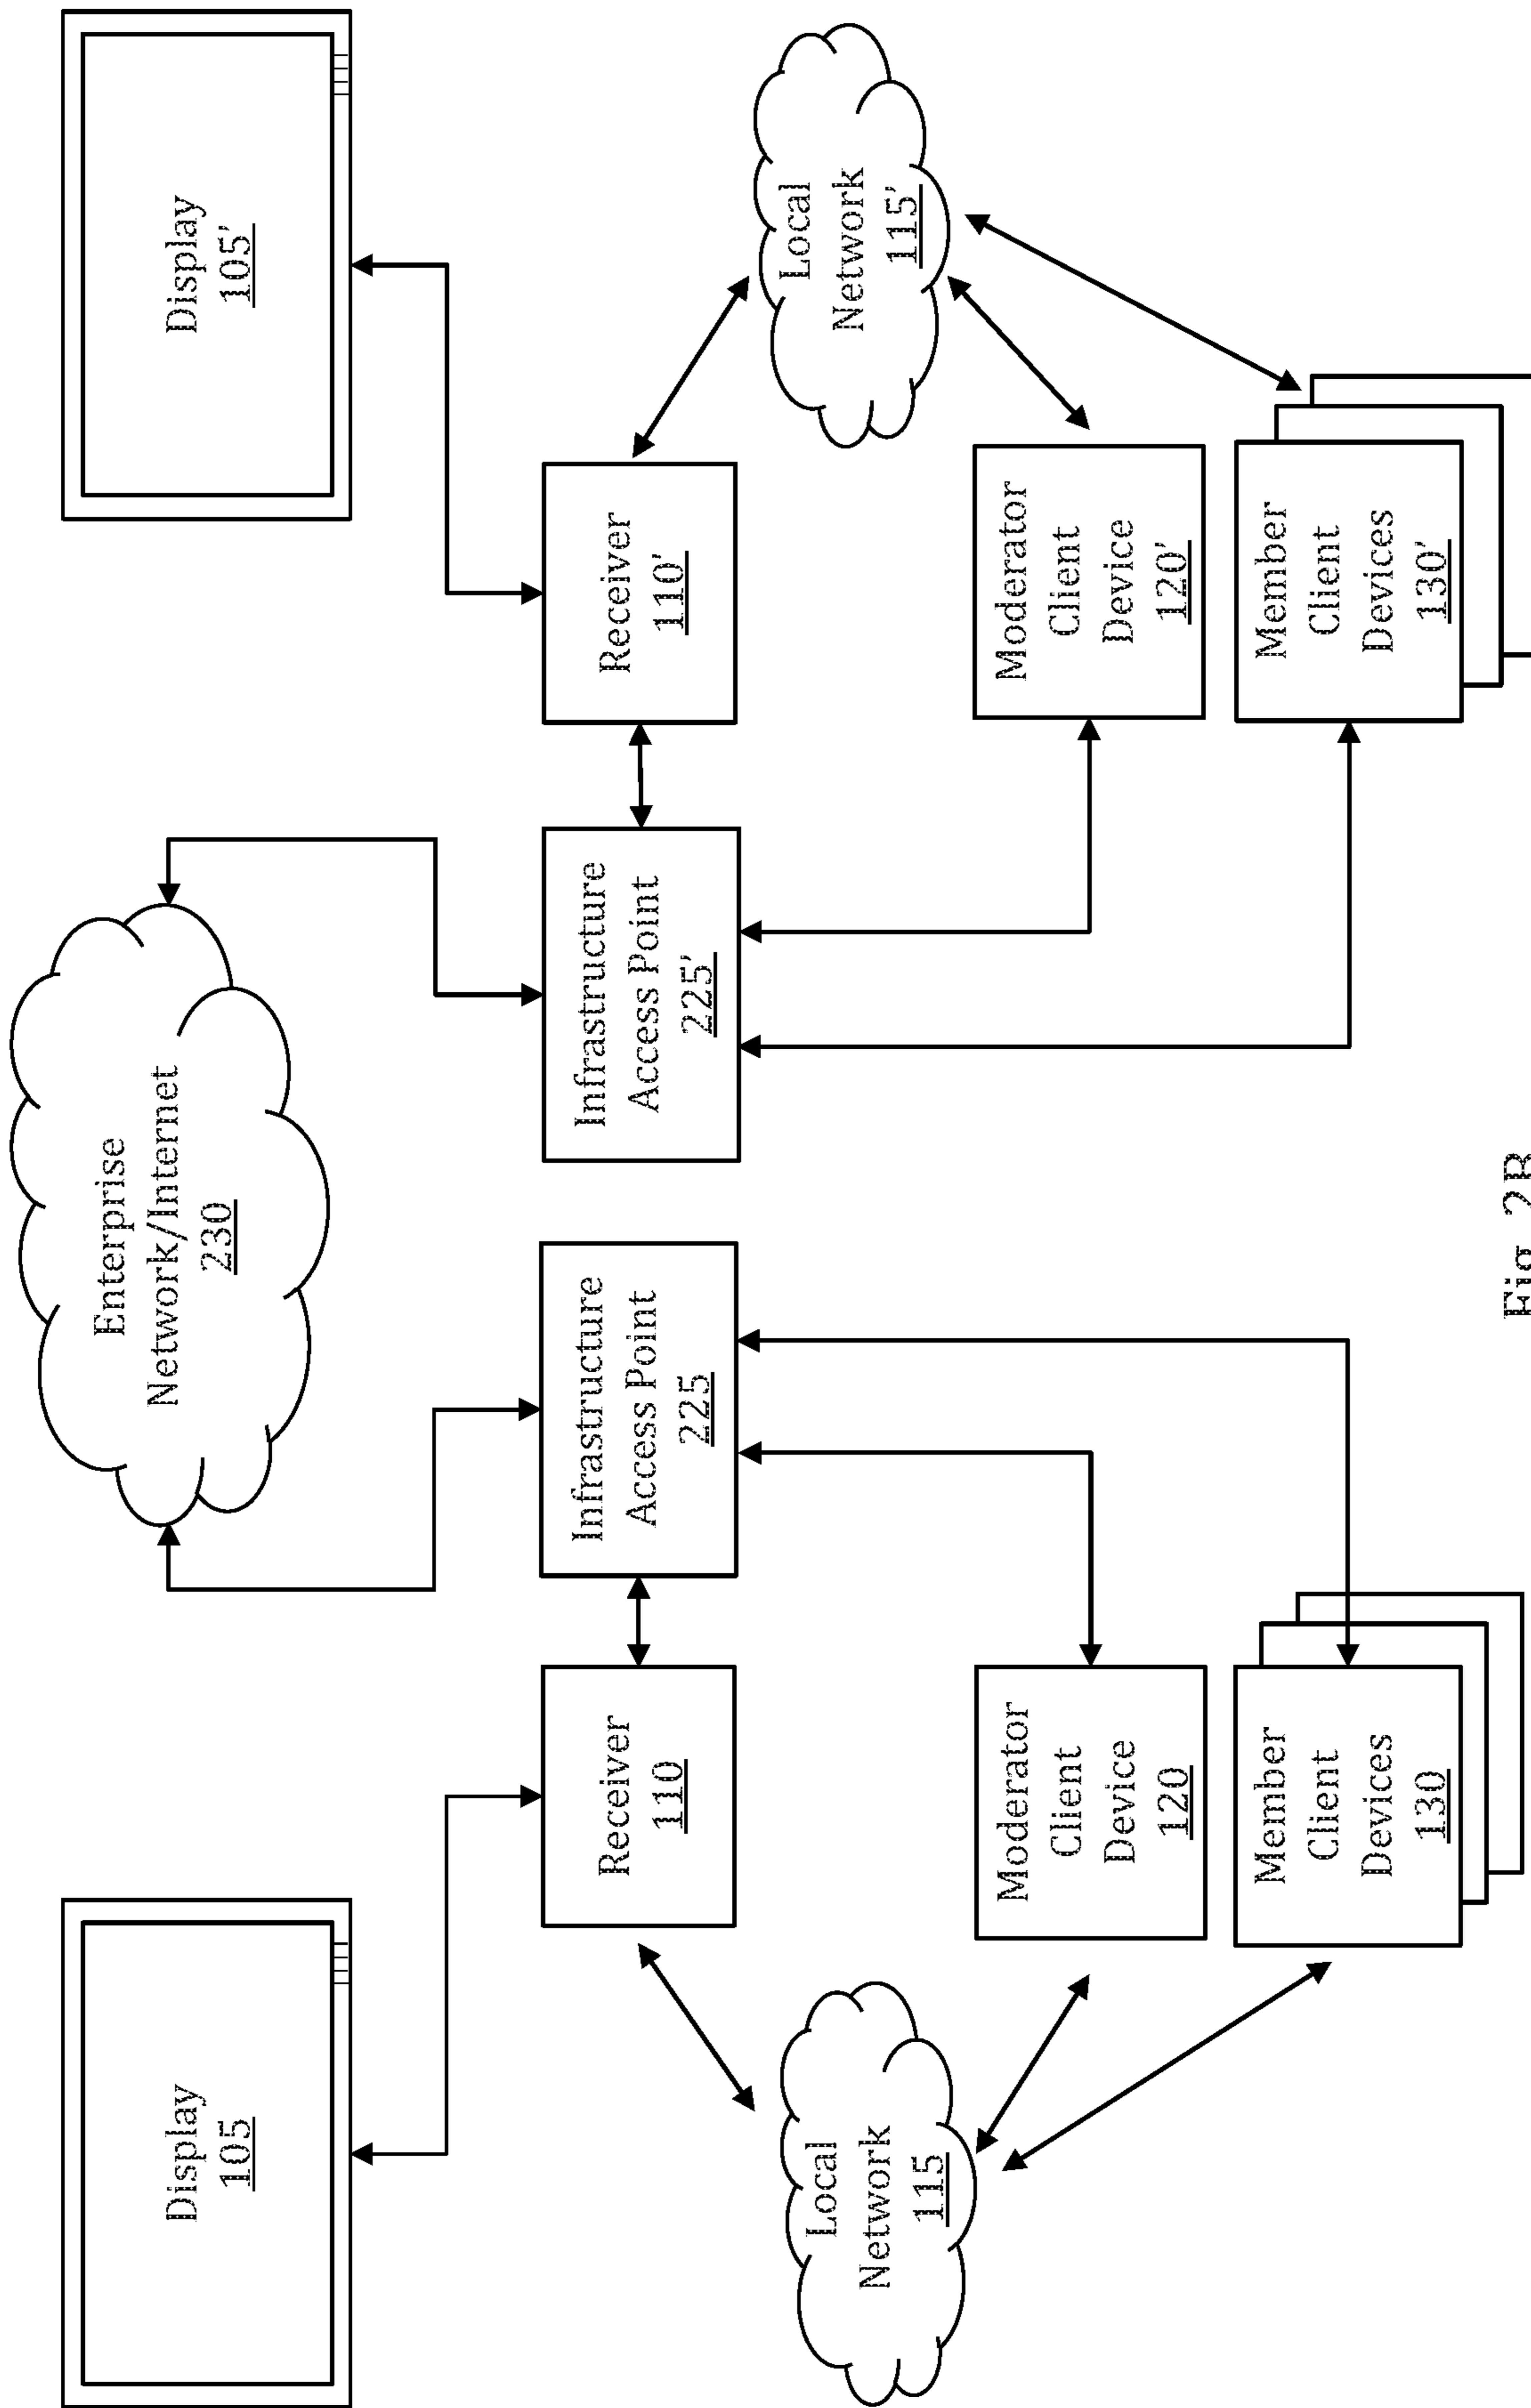 Enterprise
Network/Internet
230
Display
105
Display
105'
Receiver
110
Infrastructure
Access Point
225
Infrastructure
Access Point
225'
Receiver
110'
Local
Network
115
Local
Network
115'
Moderator
Client
Device
120
Moderator
Client
Device
120'
Member
Client
Devices
130
Member
Client
Devices
130'
Fig. 2B